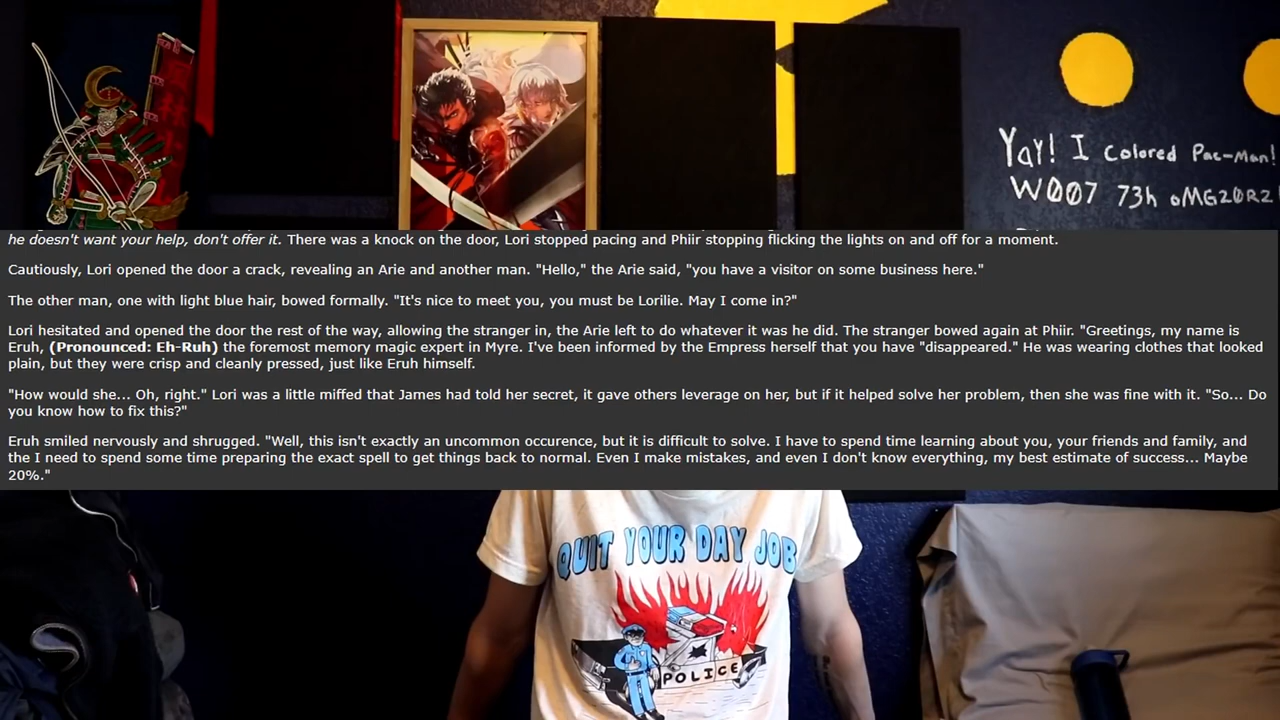 Yay! I Colored Pac-Man!
W007 73h oMG20R2
he doesn't want your help, don't offer it. There was a knock on the door, Lori stopped pacing and Phiir stopping flicking the lights on and off for a moment.
Cautiously, Lori opened the door a crack, revealing an Arie and another man. "Hello," the Arie said, "you have a visitor on some business here."
The other man, one with light blue hair, bowed formally. "It's nice to meet you, you must be Lorilie. May I come in?"
Lori hesitated and opened the door the rest of the way, allowing the stranger in, the Arie left to do whatever it was he did. The stranger bowed again at Phiir. "Greetings, my name is
Eruh, (Pronounced: Eh-Ruh) the foremost memory magic expert in Myre. I've been informed by the Empress herself that you have "disappeared." He was wearing clothes that looked
plain, but they were crisp and cleanly pressed, just like Eruh himself.
"How would she... Oh, right." Lori was a little miffed that James had told her secret, it gave others leverage on her, but if it helped solve her problem, then she was fine with it. "So... Do
you know how to fix this?"
Eruh smiled nervously and shrugged. "Well, this isn't exactly an uncommon occurence, but it is difficult to solve. I have to spend time learning about you, your friends and family, and
the I need to spend some time preparing the exact spell to get things back to normal. Even I make mistakes, and even I don't know everything, my best estimate of success... Maybe
20%."
QUIT YOUR DAY JOB
POLICE